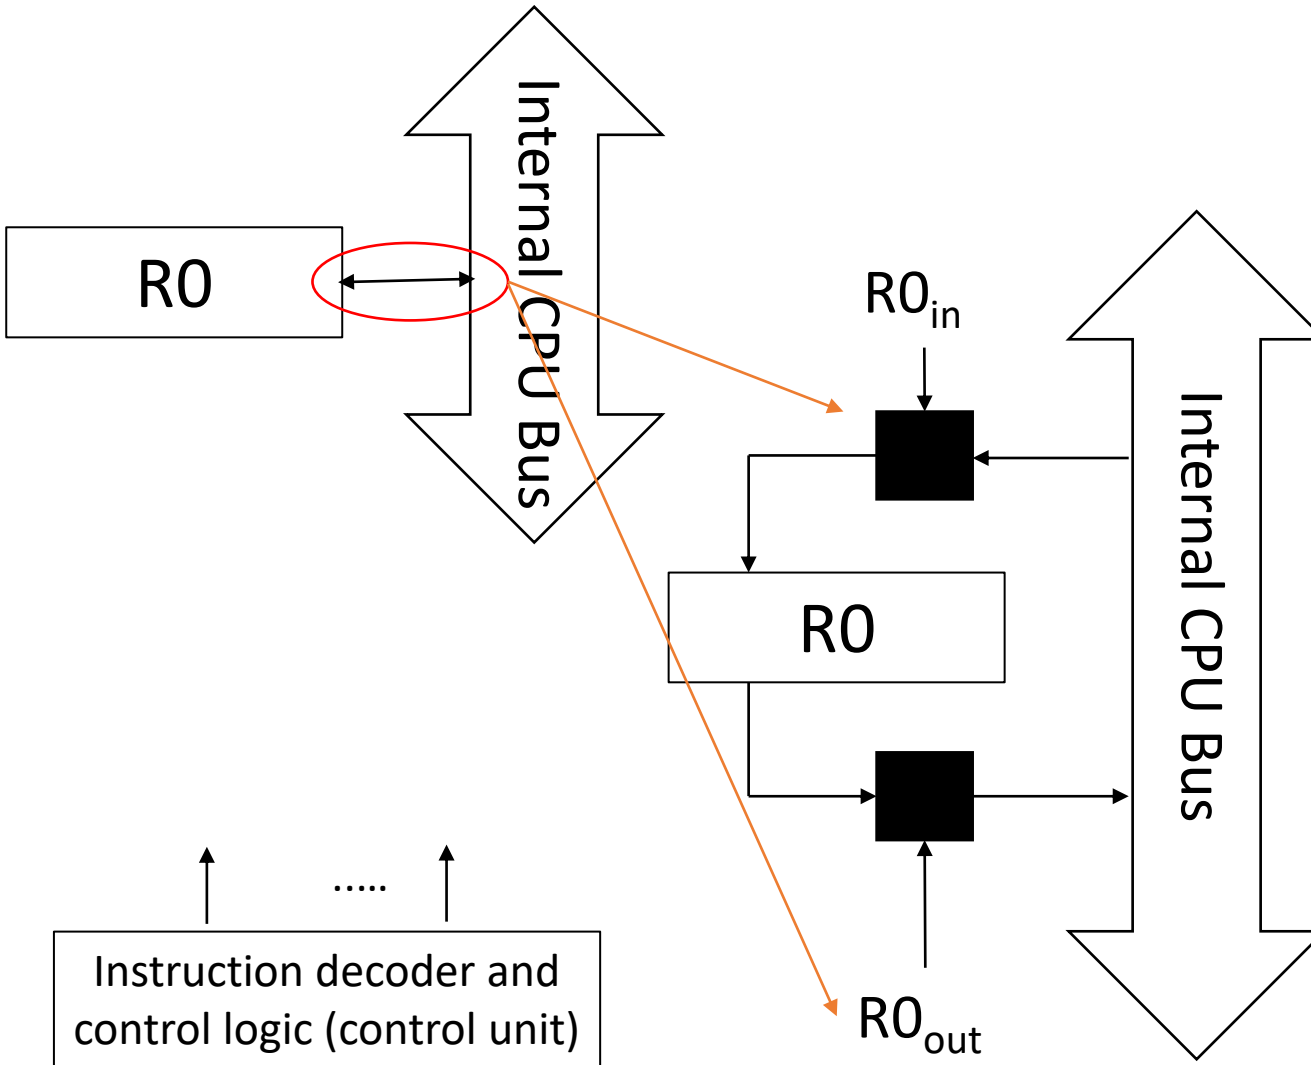 Internal CPU Bus
R0
R0in
Internal CPU Bus
R0
.....
Instruction decoder and
control logic (control unit)
R0out